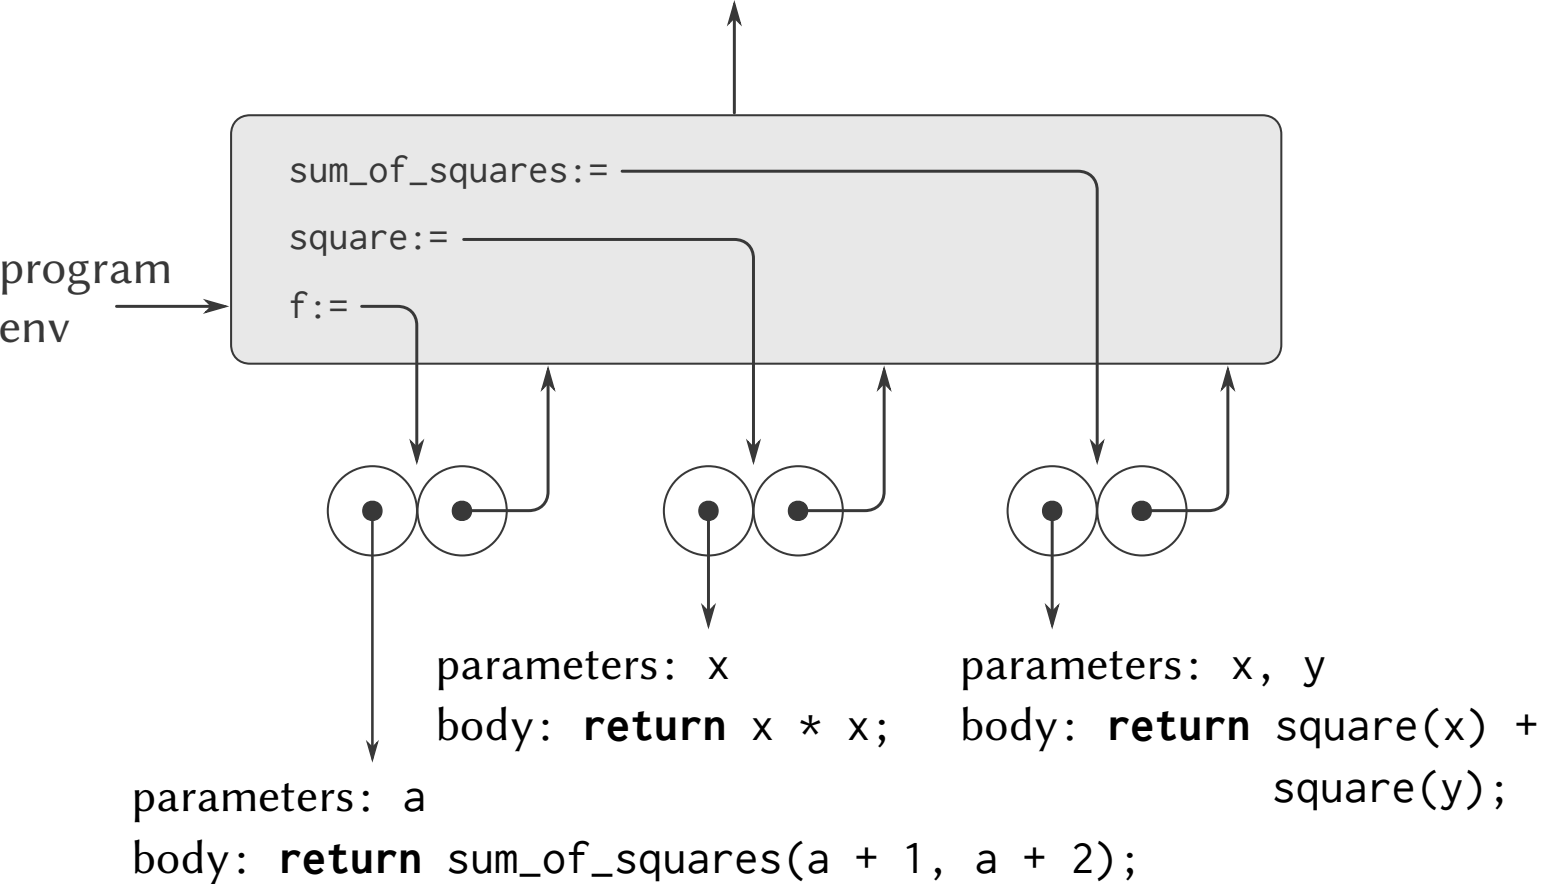 sum_of_squares:=
square:=
program
env
f:=
parameters: x
body: return x * x;
parameters: x, y
body: return square(x) +
square(y);
parameters: a
body: return sum_of_squares(a + 1, a + 2);